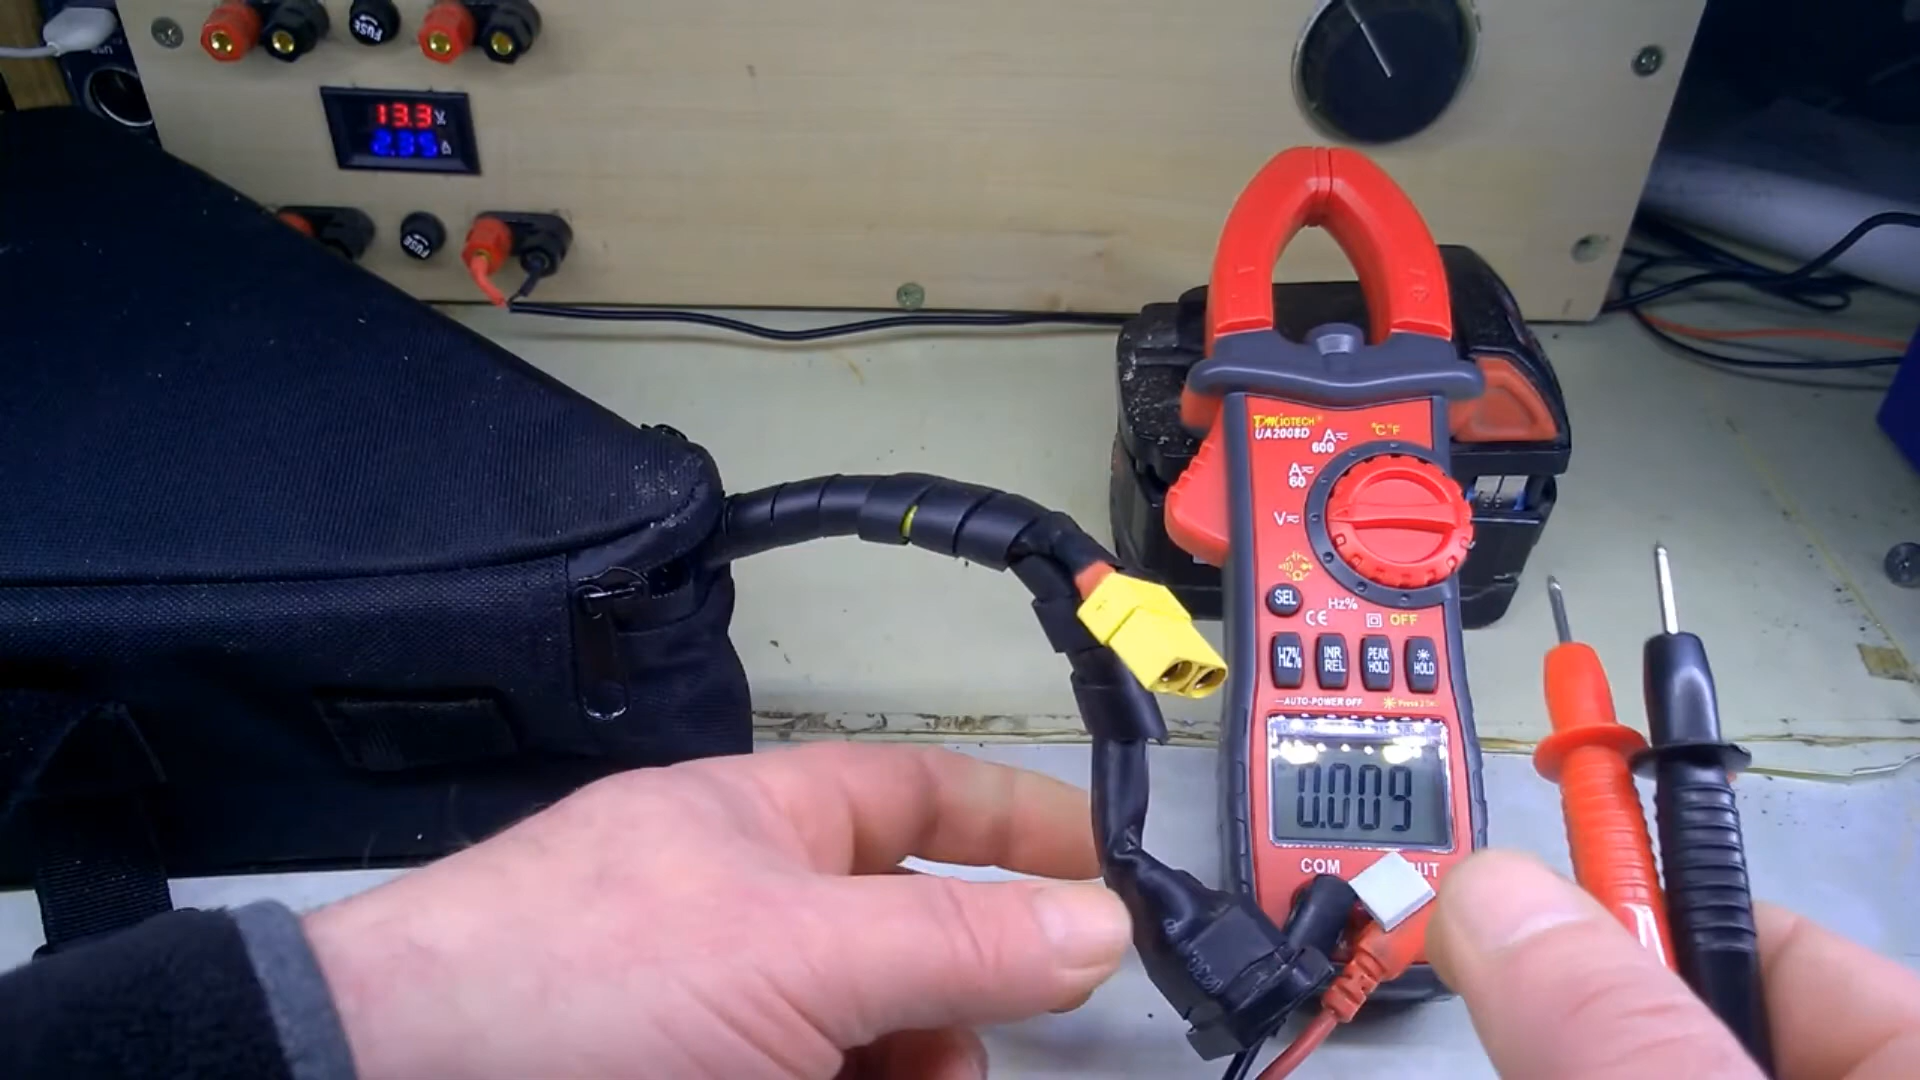 FUSE
13.3 V
2.35 A
FUSE
UA2008D
A
600
°C °F
A
60
V
Ω
SEL
Hz%
CE
OFF
HZ%
INR
REL
PEAK
HOLD
HOLD
AUTO-POWER OFF
0.009
COM